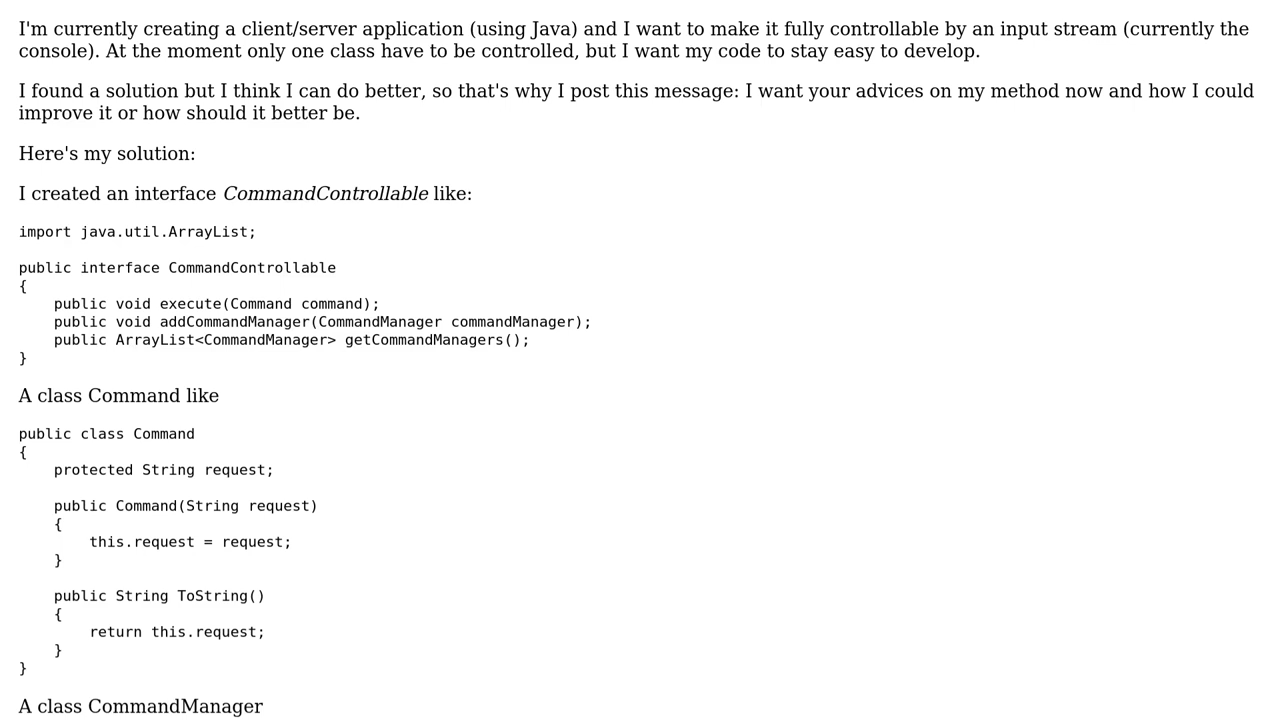 I'm currently creating a client/server application (using Java) and I want to make it fully controllable by an input stream (currently the
console). At the moment only one class have to be controlled, but I want my code to stay easy to develop.
I found a solution but I think I can do better, so that's why I post this message: I want your advices on my method now and how I could
improve it or how should it better be.
Here's my solution:
I created an interface CommandControllable like:
import java.util.ArrayList;
public interface CommandControllable
{
    public void execute(Command command);
    public void addCommandManager(CommandManager commandManager);
    public ArrayList<CommandManager> getCommandManagers();
}
A class Command like
public class Command
{
    protected String request;
    public Command(String request)
    {
        this.request = request;
    }
    public String ToString()
    {
        return this.request;
    }
}
A class CommandManager